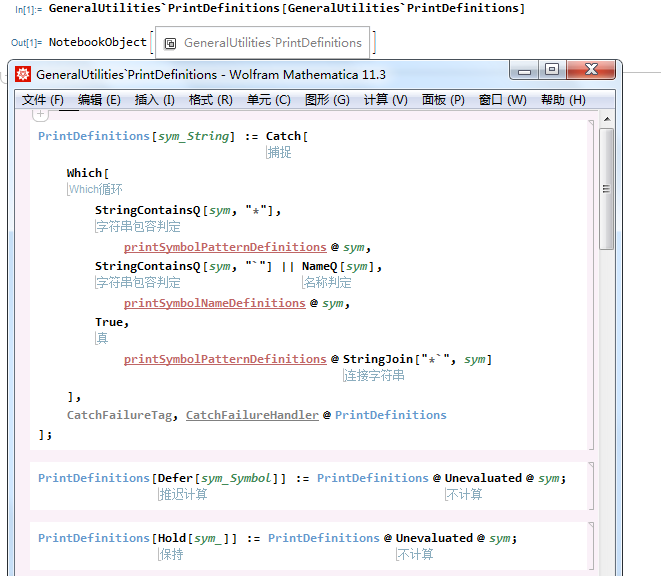 In[1]:= GeneralUtilities`PrintDefinitions[GeneralUtilities`PrintDefinitions]
Out[1]= NotebookObject[ GeneralUtilities`PrintDefinitions ]
GeneralUtilities`PrintDefinitions - Wolfram Mathematica 11.3
文件 (F) 编辑 (E) 插入 (I) 格式 (R) 单元 (C) 图形 (G) 计算 (V) 面板 (P) 窗口 (W) 帮助 (H)
PrintDefinitions[sym_String] := Catch[
捕捉
Which[
Which循环
StringContainsQ[sym, "*"],
字符串包容判定
printSymbolPatternDefinitions @ sym,
StringContainsQ[sym, "`"] || NameQ[sym],
字符串包容判定 名称判定
printSymbolNameDefinitions @ sym,
True,
真
printSymbolPatternDefinitions @ StringJoin["*`", sym]
连接字符串
],
CatchFailureTag, CatchFailureHandler @ PrintDefinitions
];
PrintDefinitions[Defer[sym_Symbol]] := PrintDefinitions @ Unevaluated @ sym;
推迟计算 不计算
PrintDefinitions[Hold[sym_]] := PrintDefinitions @ Unevaluated @ sym;
保持 不计算